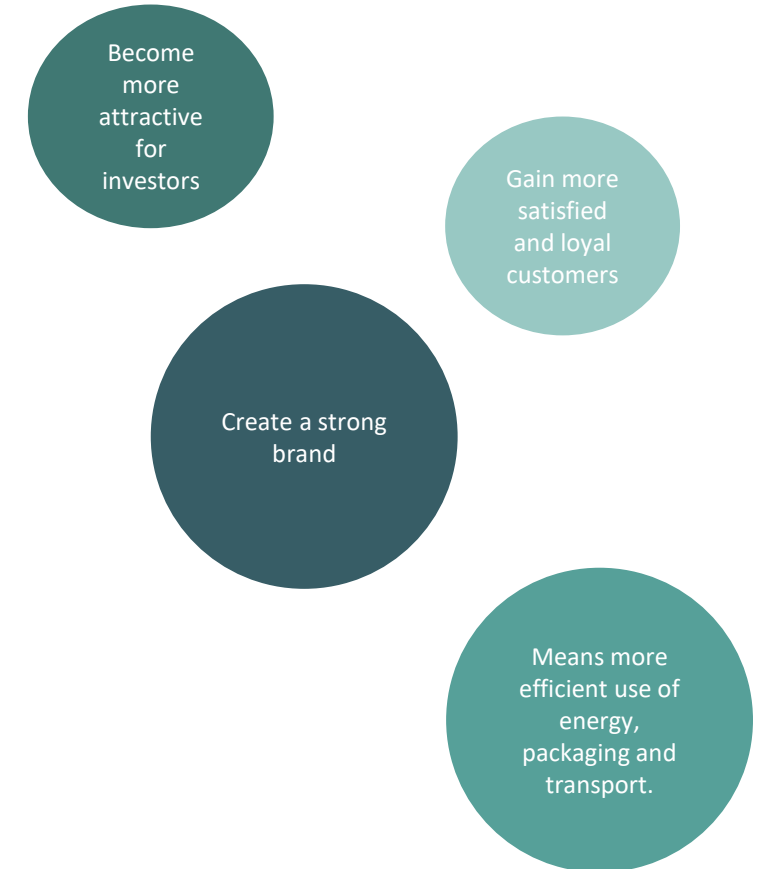 Become
more
attractive
for
investors
Gain more
satisfied
and loyal
customers
Create a strong
brand
Means more
efficient use of
energy,
packaging and
transport.